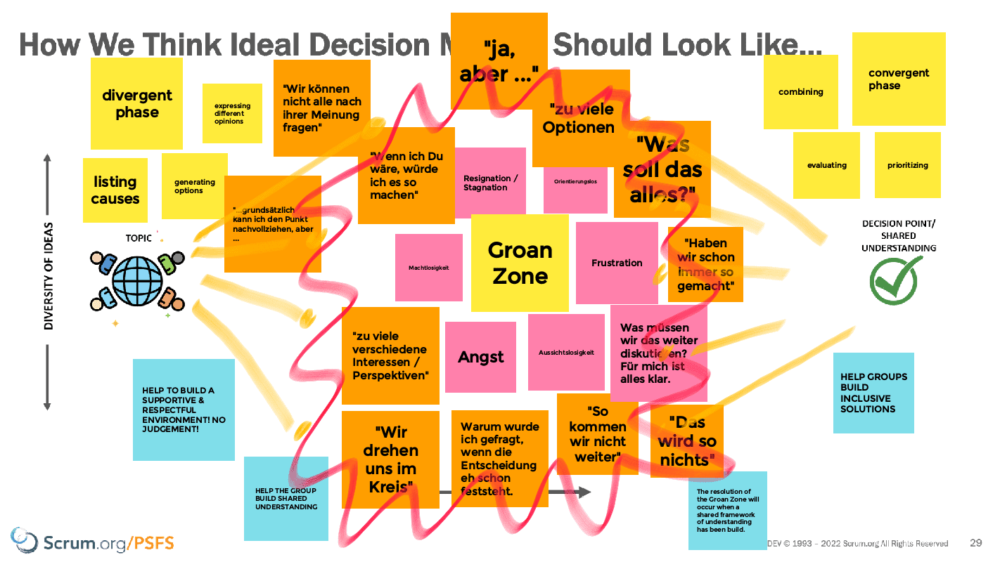 How We Think Ideal Decision M
Should Look Like...
"ja,
aber ..."
divergent
phase
expressing
different
opinions
"Wir können
nicht alle nach
ihrer Meinung
fragen"
"zu viele
Optionen
combining
convergent
phase
listing
causes
generating
options
"Wenn ich Du
wäre, würde
ich es so
machen"
Resignation /
Stagnation
Orientierungslos
"Was
soll das
alles?"
evaluating
prioritizing
"...grundsätzlich
kann ich den Punkt
nachvollziehen, aber
...
DIVERSITY OF IDEAS
TOPIC
Machtlosigkeit
Groan
Zone
Frustration
"Haben
wir schon
immer so
gemacht"
DECISION POINT/
SHARED
UNDERSTANDING
"zu viele
verschiedene
Interessen /
Perspektiven"
Angst
Aussichtslosigkeit
Was müssen
wir das weiter
diskutieren?
Für mich ist
alles klar.
HELP TO BUILD A
SUPPORTIVE &
RESPECTFUL
ENVIRONMENT! NO
JUDGEMENT!
HELP GROUPS
BUILD
INCLUSIVE
SOLUTIONS
HELP THE GROUP
BUILD SHARED
UNDERSTANDING
"Wir
drehen
uns im
Kreis"
Warum wurde
ich gefragt,
wenn die
Entscheidung
eh schon
feststeht.
"So
kommen
wir nicht
weiter"
"Das
wird so
nichts"
The resolution of
the Groan Zone will
occur when a
shared framework
of understanding
has been build.
Scrum.org/PSFS
DEV © 1993 – 2022 Scrum.org All Rights Reserved
29